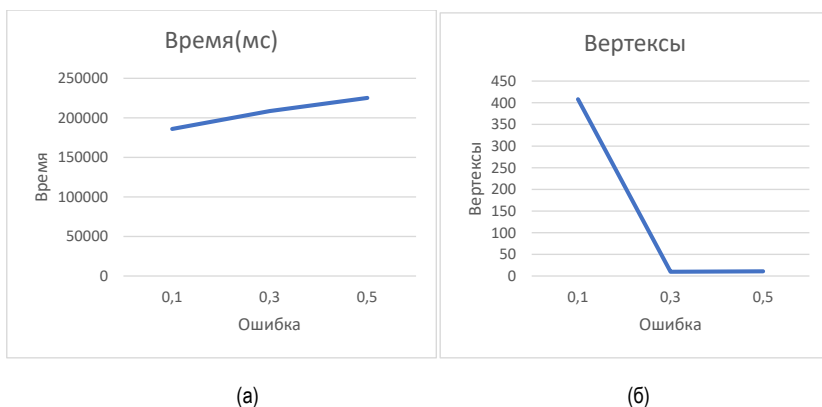 Время(мс)
250000
200000
150000
100000
50000
0
Время
0,1 0,3 0,5
Ошибка
(а)
Вертексы
450
400
350
300
250
200
150
100
50
0
Вертексы
0,1 0,3 0,5
Ошибка
(б)